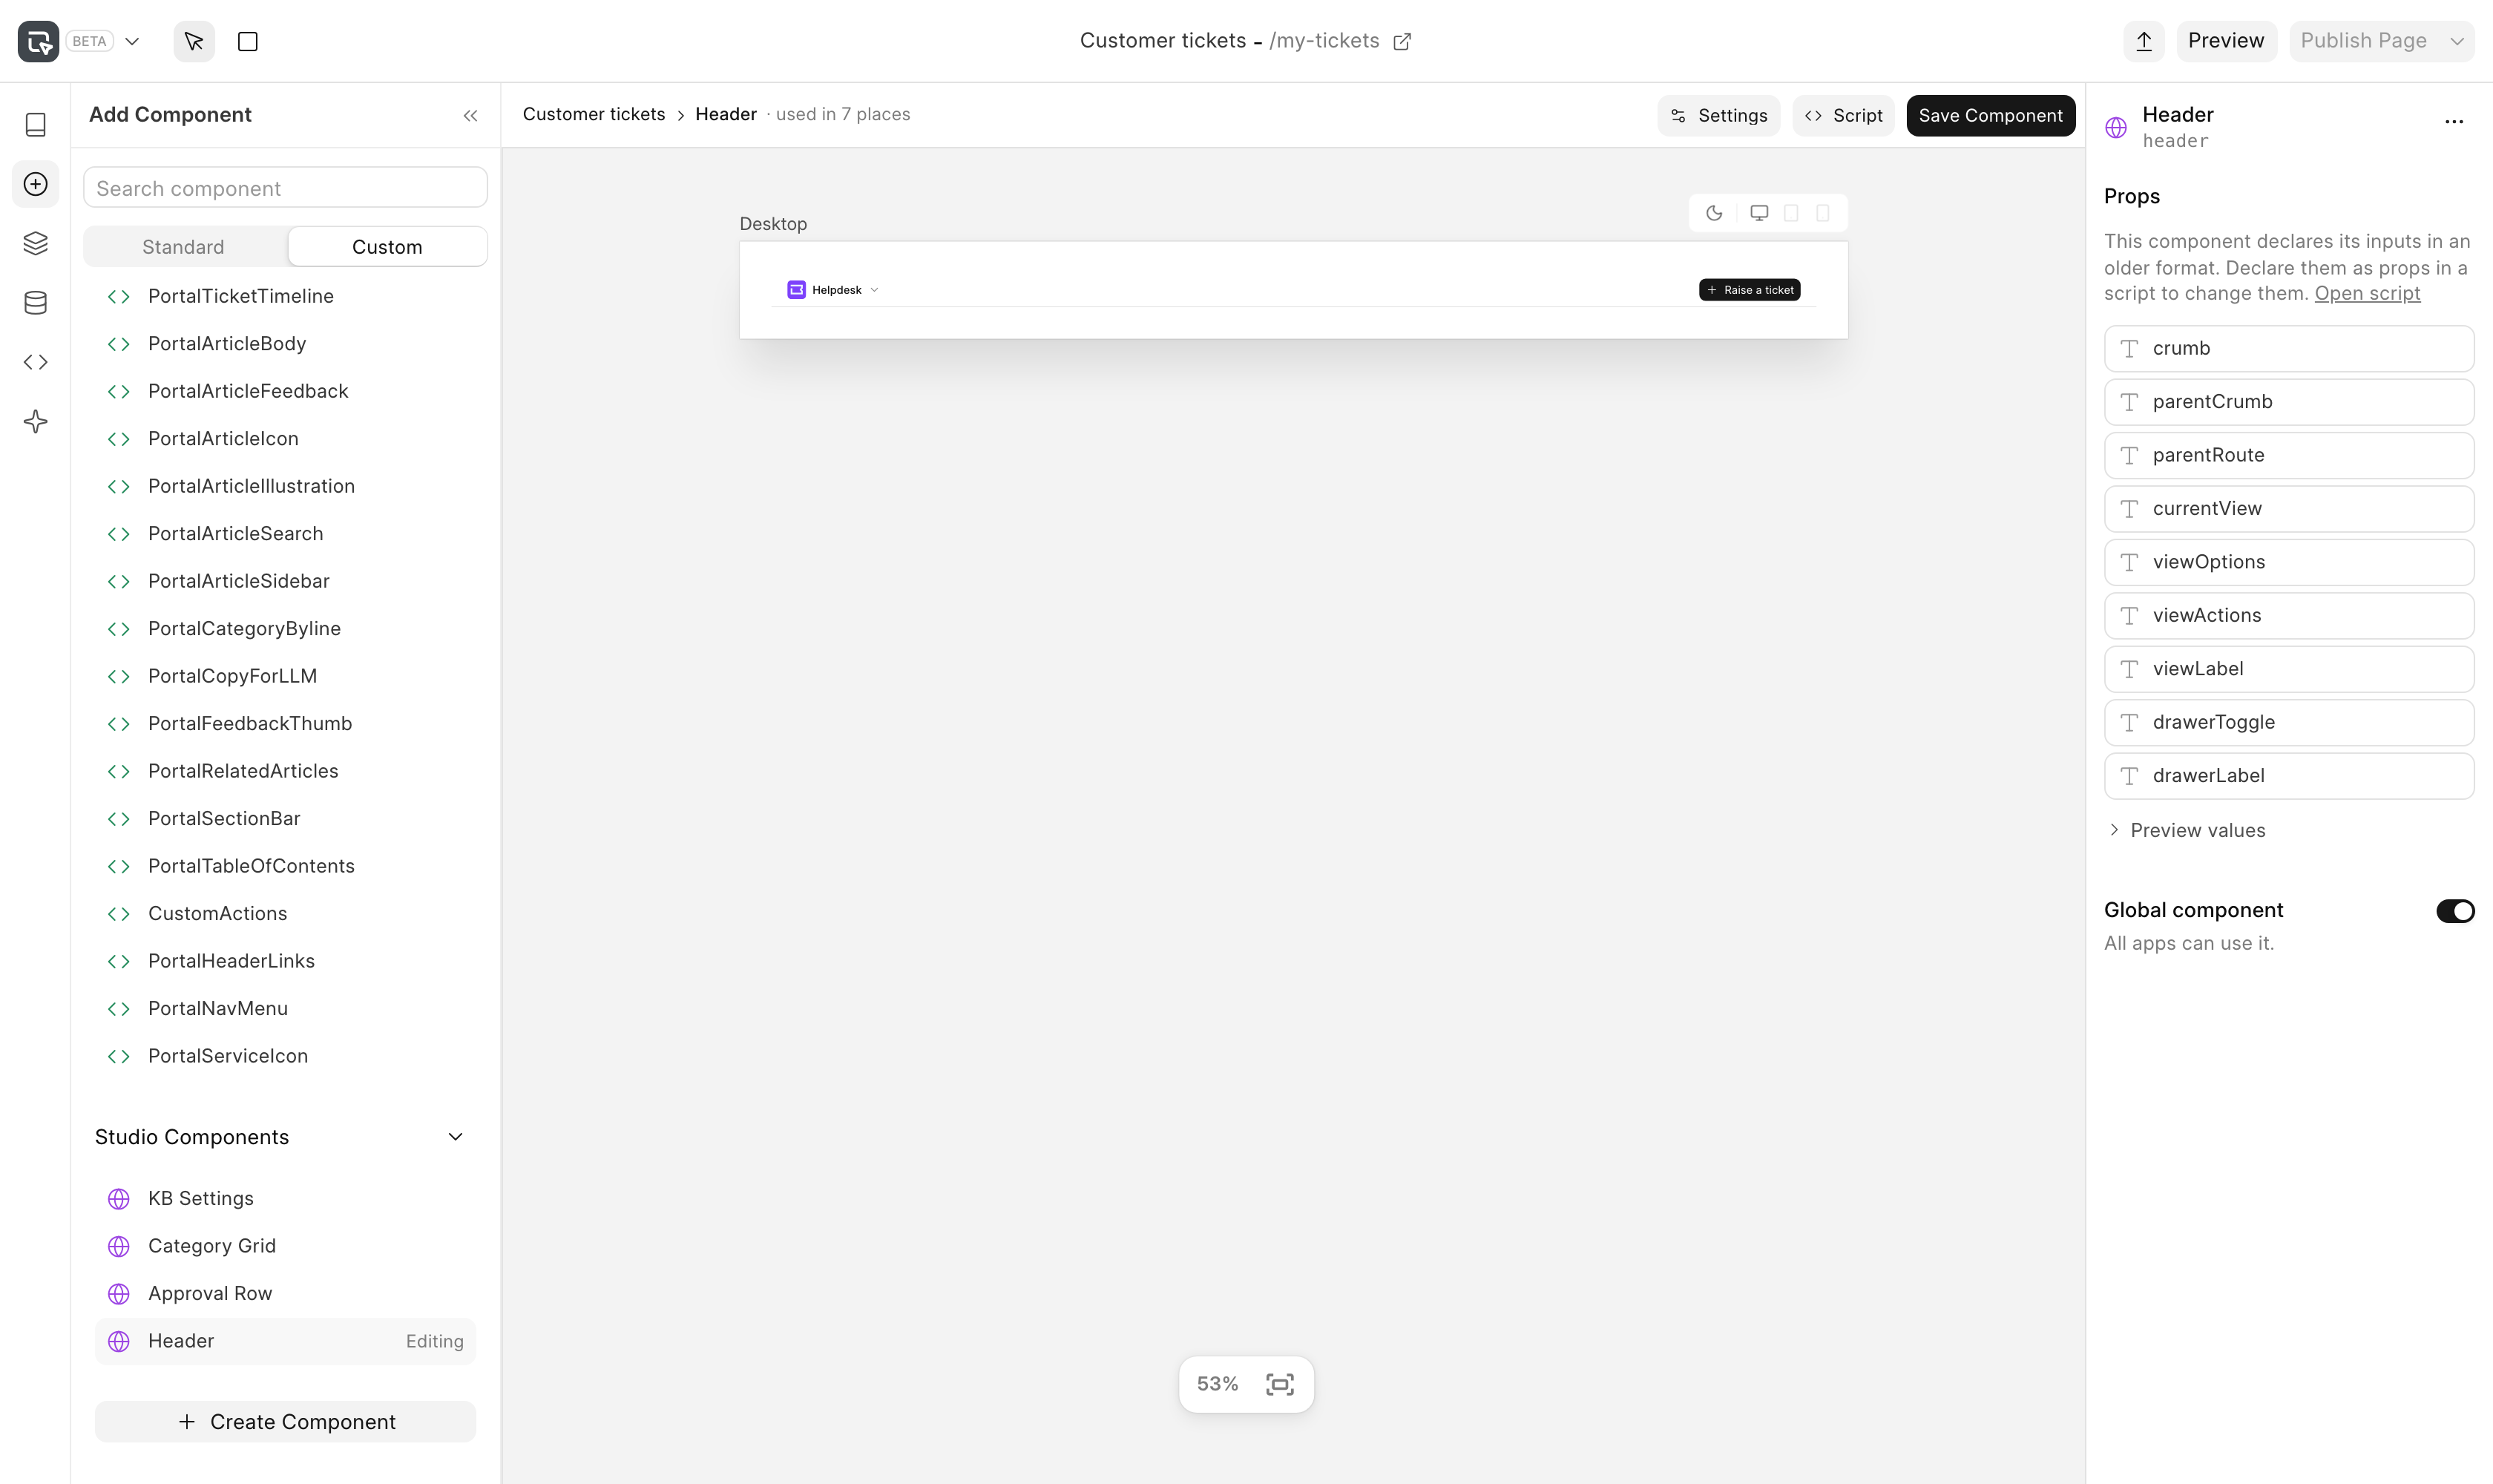 BETA
Customer tickets - /my-tickets
Preview
Publish Page
Add Component
Customer tickets > Header · used in 7 places
Settings
Script
Save Component
Header
header
Search component
Standard
Custom
PortalTicketTimeline
PortalArticleBody
PortalArticleFeedback
PortalArticleIcon
PortalArticleIllustration
PortalArticleSearch
PortalArticleSidebar
PortalCategoryByline
PortalCopyForLLM
PortalFeedbackThumb
PortalRelatedArticles
PortalSectionBar
PortalTableOfContents
CustomActions
PortalHeaderLinks
PortalNavMenu
PortalServiceIcon
Studio Components
KB Settings
Category Grid
Approval Row
Header
Editing
+ Create Component
Desktop
Helpdesk
+ Raise a ticket
53%
Props
This component declares its inputs in an
older format. Declare them as props in a
script to change them. Open script
crumb
parentCrumb
parentRoute
currentView
viewOptions
viewActions
viewLabel
drawerToggle
drawerLabel
Preview values
Global component
All apps can use it.